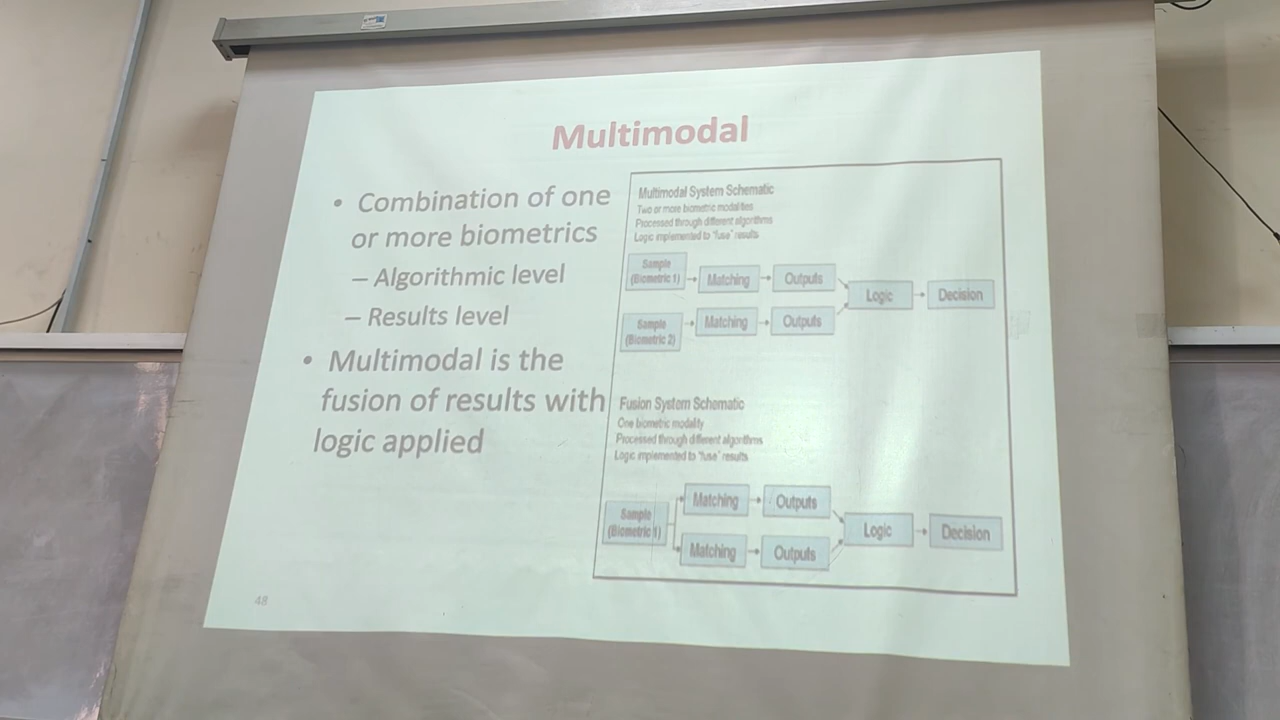 Multimodal
• Combination of one
or more biometrics
– Algorithmic level
– Results level
• Multimodal is the
fusion of results with
logic applied
Multimodal System Schematic
Two or more biometric modalities
Processed through different algorithms
Logic implemented to "fuse" results
Sample
(Biometric 1)
Matching
Outputs
Sample
(Biometric 2)
Matching
Outputs
Logic
Decision
Fusion System Schematic
One biometric modality
Processed through different algorithms
Logic implemented to "fuse" results
Sample
(Biometric 1)
Matching
Outputs
Matching
Outputs
Logic
Decision
48